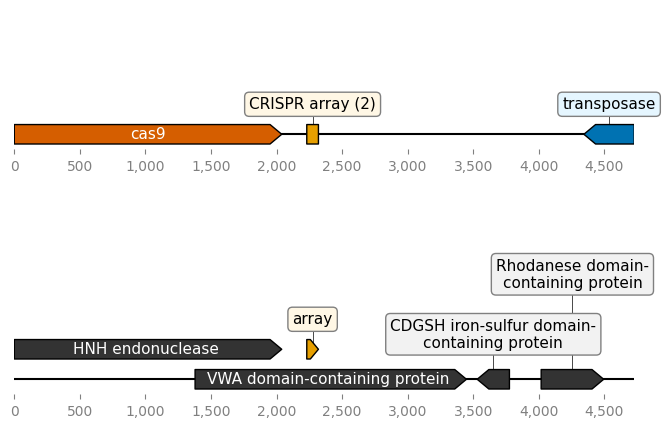 CRISPR array (2)
transposase
cas9
0 500 1,000 1,500 2,000 2,500 3,000 3,500 4,000 4,500
Rhodanese domain-
containing protein
array
CDGSH iron-sulfur domain-
containing protein
HNH endonuclease
VWA domain-containing protein
0 500 1,000 1,500 2,000 2,500 3,000 3,500 4,000 4,500